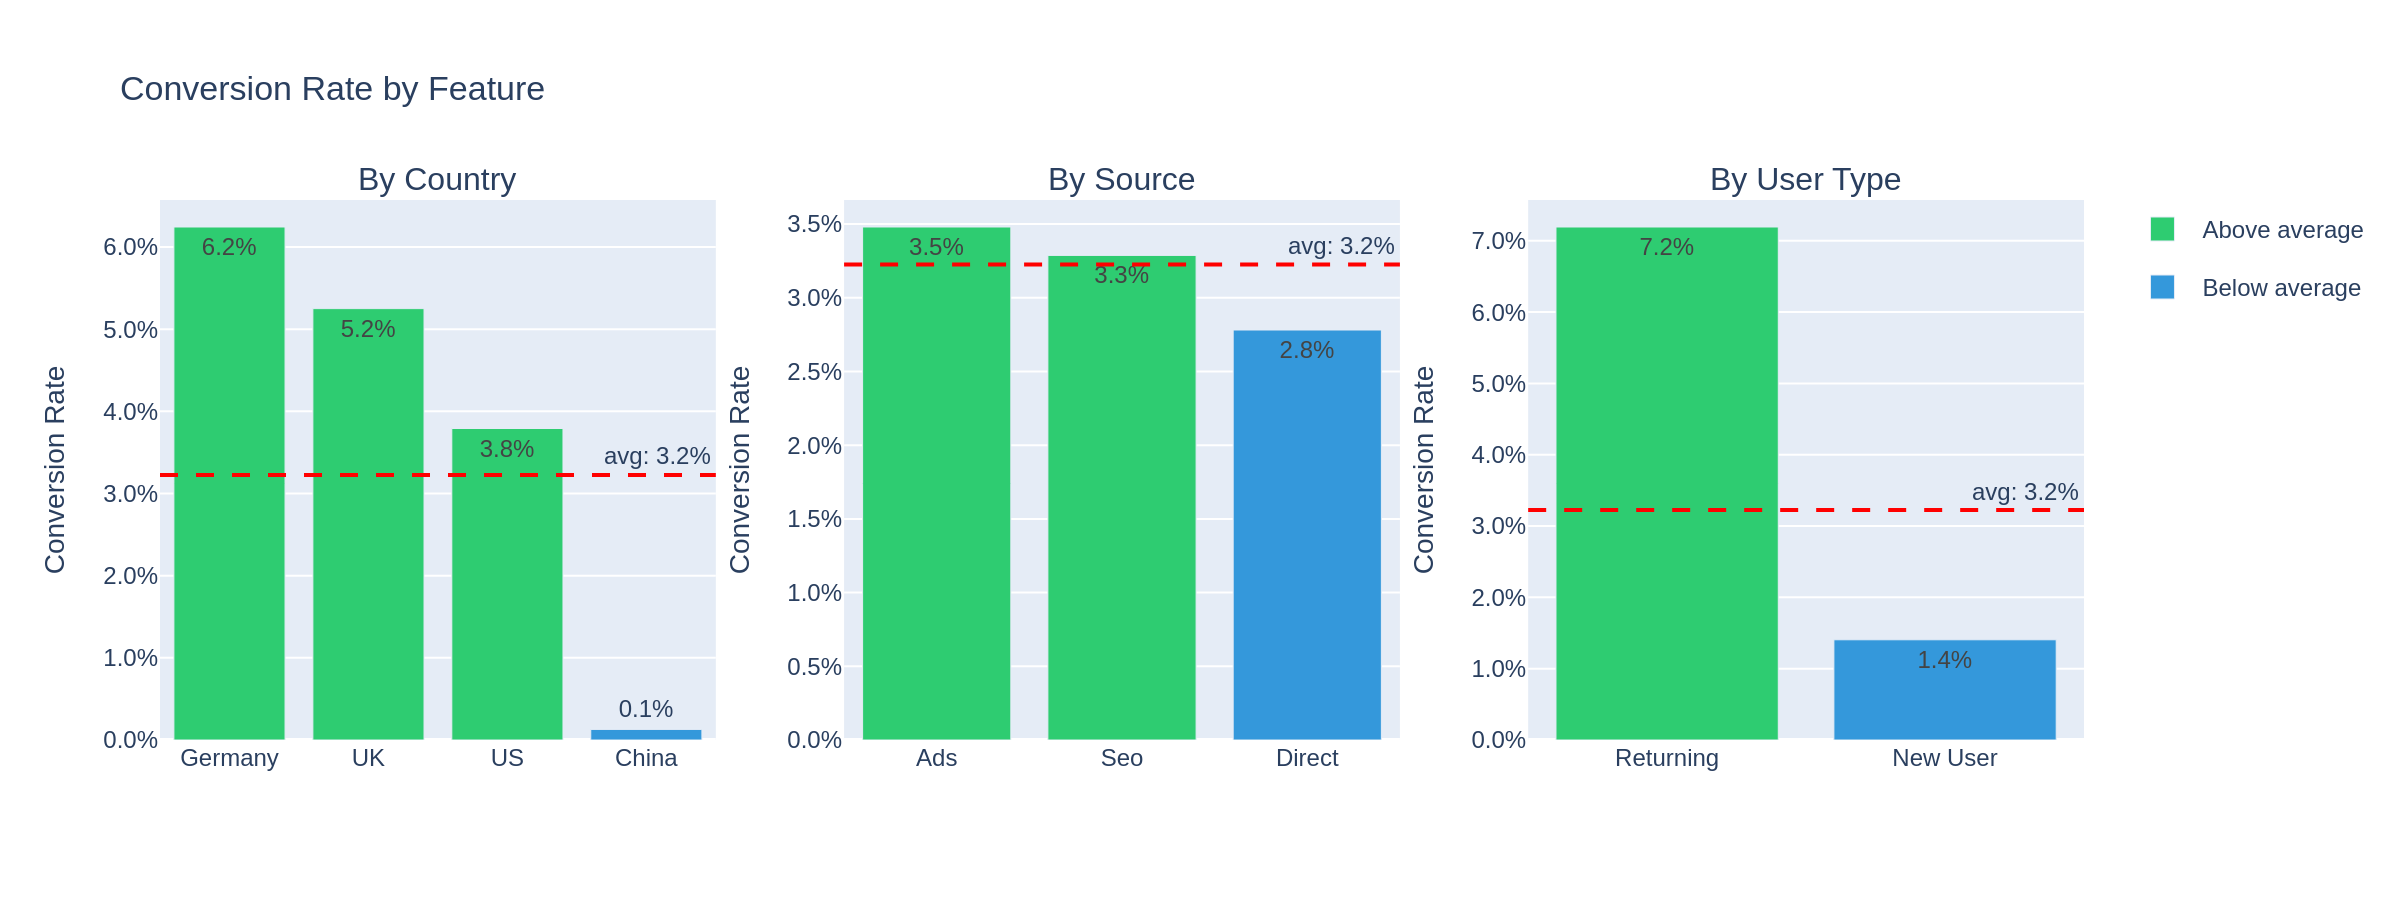 Conversion Rate by Feature
By Country
Conversion Rate
6.0%
5.0%
4.0%
3.0%
2.0%
1.0%
0.0%
6.2%
5.2%
3.8%
0.1%
avg: 3.2%
Germany
UK
US
China
By Source
Conversion Rate
3.5%
3.0%
2.5%
2.0%
1.5%
1.0%
0.5%
0.0%
3.5%
3.3%
2.8%
avg: 3.2%
Ads
Seo
Direct
By User Type
Conversion Rate
7.0%
6.0%
5.0%
4.0%
3.0%
2.0%
1.0%
0.0%
7.2%
1.4%
avg: 3.2%
Returning
New User
Above average
Below average